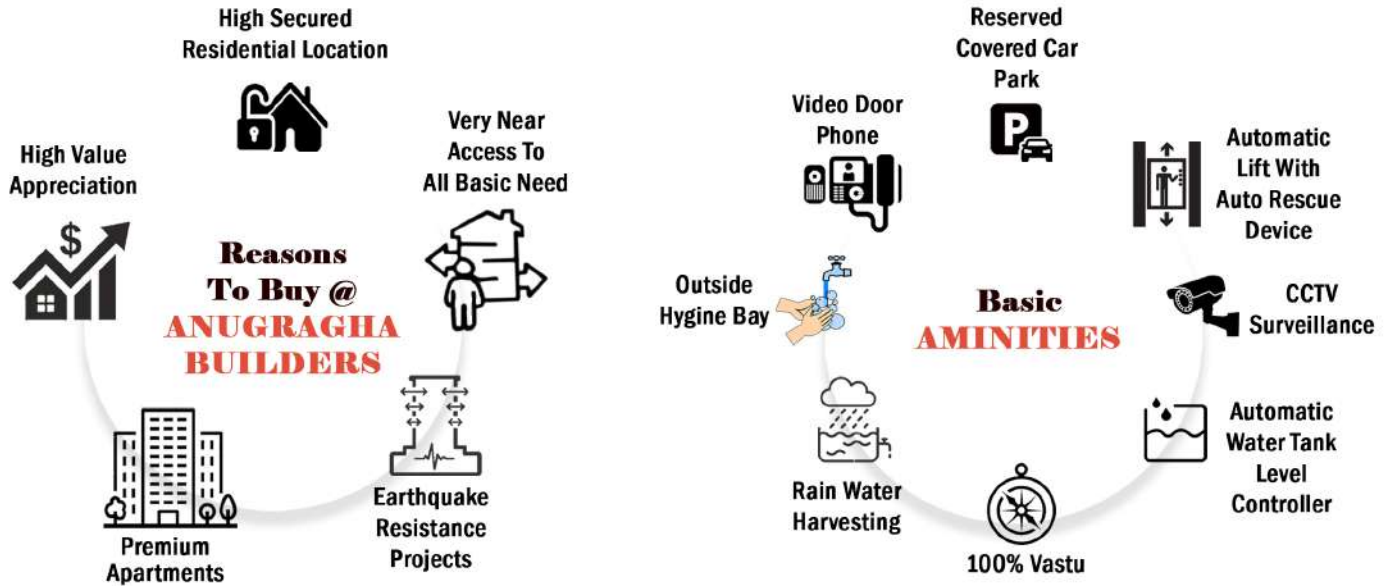 High Secured
Residential Location
High Value
Appreciation
Very Near
Access To
All Basic Need
$
Reasons
To Buy @
ANUGRAGHA
BUILDERS
Premium
Apartments
Earthquake
Resistance
Projects
Reserved
Covered Car
Park
P
Video Door
Phone
Automatic
Lift With
Auto Rescue
Device
Outside
Hygine Bay
Basic
AMINITIES
CCTV
Surveillance
Rain Water
Harvesting
Automatic
Water Tank
Level
Controller
100% Vastu